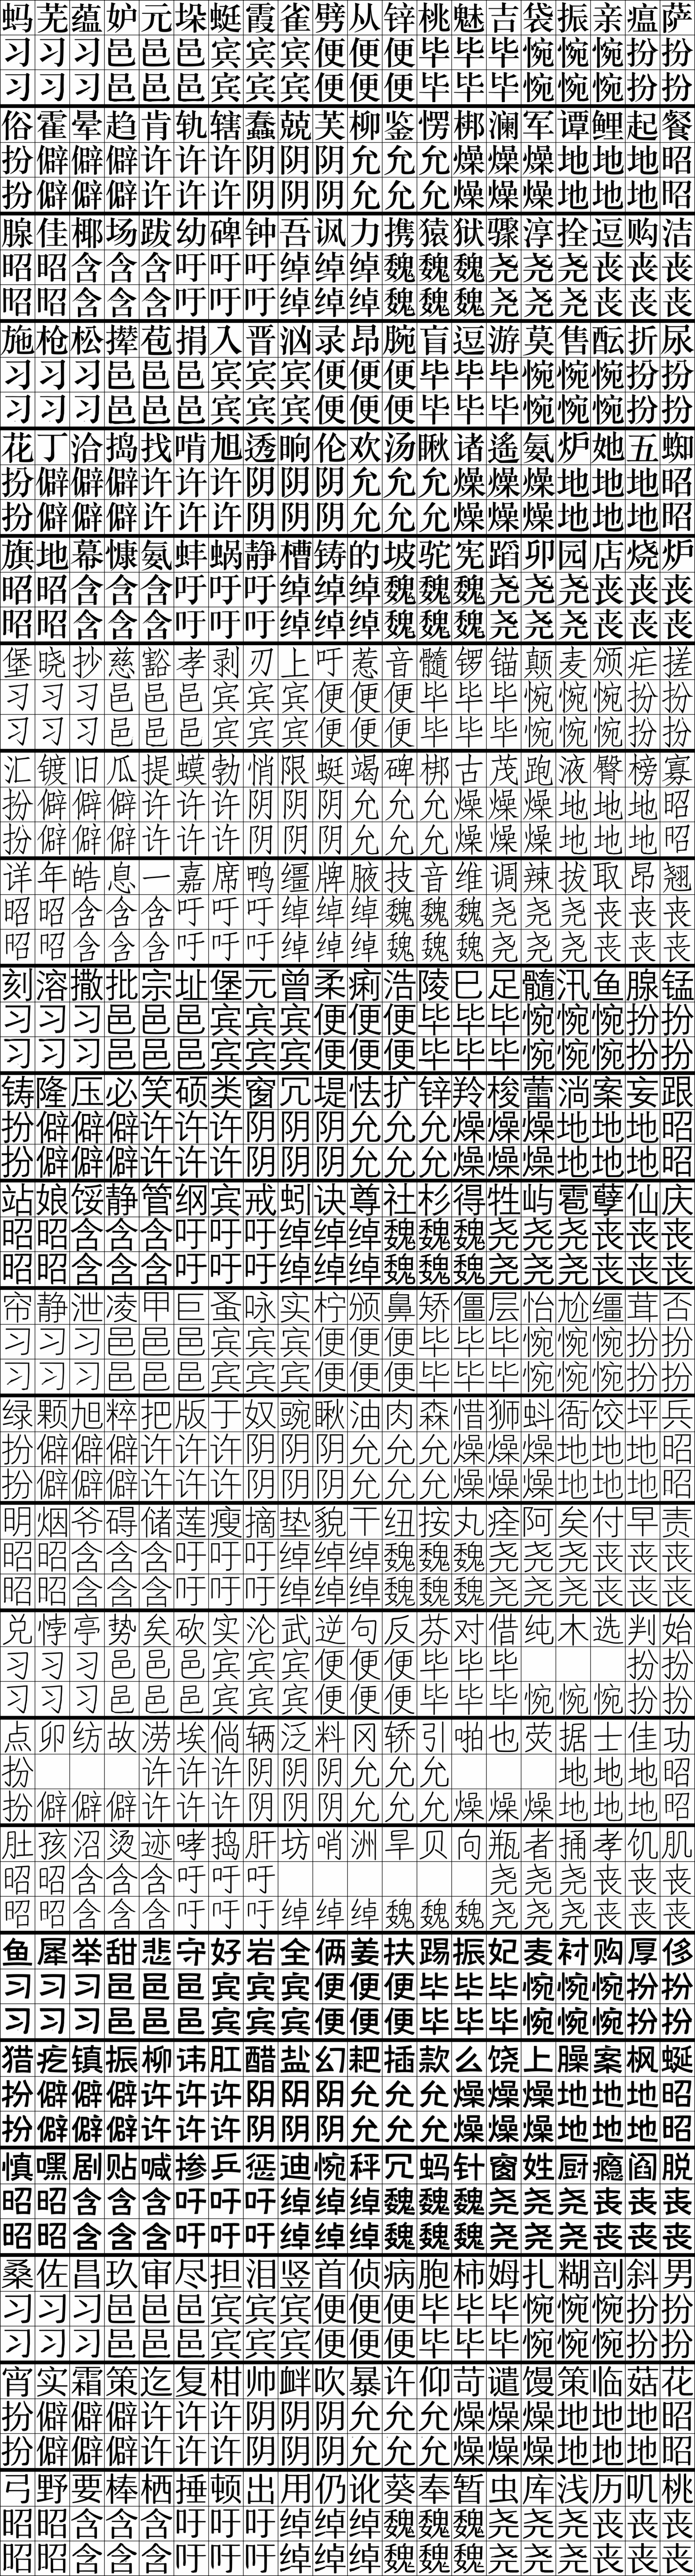 蚂芜蕴妒元垛蜓霞雀劈从锌桃魅吉袋振亲瘟萨
习习习邑邑邑宾宾宾便便便毕毕毕惋惋惋扮扮
习习习邑邑邑宾宾宾便便便毕毕毕惋惋惋扮扮
俗霍晕趋肯轨辖蠢兢芙柳鉴愣梆澜军谭鲤起餐
扮僻僻僻许许许阴阴阴允允允燥燥燥地地地昭
扮僻僻僻许许许阴阴阴允允允燥燥燥地地地昭
腺佳椰场跋幼碑钟吾讽力携猿狱骤淳拴逗购洁
昭昭含含含吁吁吁绰绰绰魏魏魏尧尧尧丧丧丧
昭昭含含含吁吁吁绰绰绰魏魏魏尧尧尧丧丧丧
施枪松撵苞捐入晋汹录昂腕盲逗游莫售酝折尿
习习习邑邑邑宾宾宾便便便毕毕毕惋惋惋扮扮
习习习邑邑邑宾宾宾便便便毕毕毕惋惋惋扮扮
花丁洽捣找啃旭透晌伦欢汤瞅诸遥氨炉她五蜘
扮僻僻僻许许许阴阴阴允允允燥燥燥地地地昭
扮僻僻僻许许许阴阴阴允允允燥燥燥地地地昭
旗地幕慷氨蚌蜗静槽铸的坡驼宪蹈卯园店烧炉
昭昭含含含吁吁吁绰绰绰魏魏魏尧尧尧丧丧丧
昭昭含含含吁吁吁绰绰绰魏魏魏尧尧尧丧丧丧
堡晓抄慈豁孝剥刃上吁惹音髓锣锚颠麦颁疟搓
习习习邑邑邑宾宾宾便便便毕毕毕惋惋惋扮扮
习习习邑邑邑宾宾宾便便便毕毕毕惋惋惋扮扮
汇镀旧瓜提蟆勃悄限蜓竭碑梆古茂跑液臀榜寡
扮僻僻僻许许许阴阴阴允允允燥燥燥地地地昭
扮僻僻僻许许许阴阴阴允允允燥燥燥地地地昭
详年皓息一嘉席鸭缰牌腋技音维调辣拔取昂翘
昭昭含含含吁吁吁绰绰绰魏魏魏尧尧尧丧丧丧
昭昭含含含吁吁吁绰绰绰魏魏魏尧尧尧丧丧丧
刻溶撒批宗址堡元曾柔痢浩陵巳足髓汛鱼腺锰
习习习邑邑邑宾宾宾便便便毕毕毕惋惋惋扮扮
习习习邑邑邑宾宾宾便便便毕毕毕惋惋惋扮扮
铸隆压必笑硕类窗冗堤怯扩锌羚梭蕾淌案妄跟
扮僻僻僻许许许阴阴阴允允允燥燥燥地地地昭
扮僻僻僻许许许阴阴阴允允允燥燥燥地地地昭
站娘馁静管纲宾戒蚓诀尊社杉得牲屿雹孽仙庆
昭昭含含含吁吁吁绰绰绰魏魏魏尧尧尧丧丧丧
昭昭含含含吁吁吁绰绰绰魏魏魏尧尧尧丧丧丧
帘静泄凌甲巨蚤咏实柠颁鼻矫僵层怡尬缰茸否
习习习邑邑邑宾宾宾便便便毕毕毕惋惋惋扮扮
习习习邑邑邑宾宾宾便便便毕毕毕惋惋惋扮扮
绿颗旭粹把版于奴豌瞅油肉森惜狮蚪衙饺坪兵
扮僻僻僻许许许阴阴阴允允允燥燥燥地地地昭
扮僻僻僻许许许阴阴阴允允允燥燥燥地地地昭
明烟爷碍储莲瘦摘垫貌干纽按丸痊阿矣付早责
昭昭含含含吁吁吁绰绰绰魏魏魏尧尧尧丧丧丧
昭昭含含含吁吁吁绰绰绰魏魏魏尧尧尧丧丧丧
兑悖亭势矣砍实沦武逆句反芬对借纯木选判始
习习习邑邑邑宾宾宾便便便毕毕毕 扮扮
习习习邑邑邑宾宾宾便便便毕毕毕惋惋惋扮扮
点卯纺故涝埃倘辆泛料冈轿引啪也荧据士佳功
扮 许许许阴阴阴允允允 地地地昭
扮僻僻僻许许许阴阴阴允允允燥燥燥地地地昭
肚孩沼烫迹哮捣肝坊哨洲旱贝向瓶者捅孝饥肌
昭昭含含含吁吁吁 尧尧尧丧丧丧
昭昭含含含吁吁吁绰绰绰魏魏魏尧尧尧丧丧丧
鱼犀举甜悲守好岩全俩姜扶踢振妃麦衬购厚侈
习习习邑邑邑宾宾宾便便便毕毕毕惋惋惋扮扮
习习习邑邑邑宾宾宾便便便毕毕毕惋惋惋扮扮
猎疙镇振柳讳肛醋盐幻耙插款么饶上臊案枫蜒
扮僻僻僻许许许阴阴阴允允允燥燥燥地地地昭
扮僻僻僻许许许阴阴阴允允允燥燥燥地地地昭
慎嘿剧贴喊掺乒惩迪惋秤冗蚂针窗姓厨瘾阎脱
昭昭含含含吁吁吁绰绰绰魏魏魏尧尧尧丧丧丧
昭昭含含含吁吁吁绰绰绰魏魏魏尧尧尧丧丧丧
桑佐昌玖审尽担泪竖首侦病胞柿姆扎糊剖斜男
习习习邑邑邑宾宾宾便便便毕毕毕惋惋惋扮扮
习习习邑邑邑宾宾宾便便便毕毕毕惋惋惋扮扮
宵实霜策迄复柑帅衅吹暴许仰苛谴馒策临菇花
扮僻僻僻许许许阴阴阴允允允燥燥燥地地地昭
扮僻僻僻许许许阴阴阴允允允燥燥燥地地地昭
弓野要棒栖捶顿出用仍讹葵奉暂虫库浅历叽桃
昭昭含含含吁吁吁绰绰绰魏魏魏尧尧尧丧丧丧
昭昭含含含吁吁吁绰绰绰魏魏魏尧尧尧丧丧丧